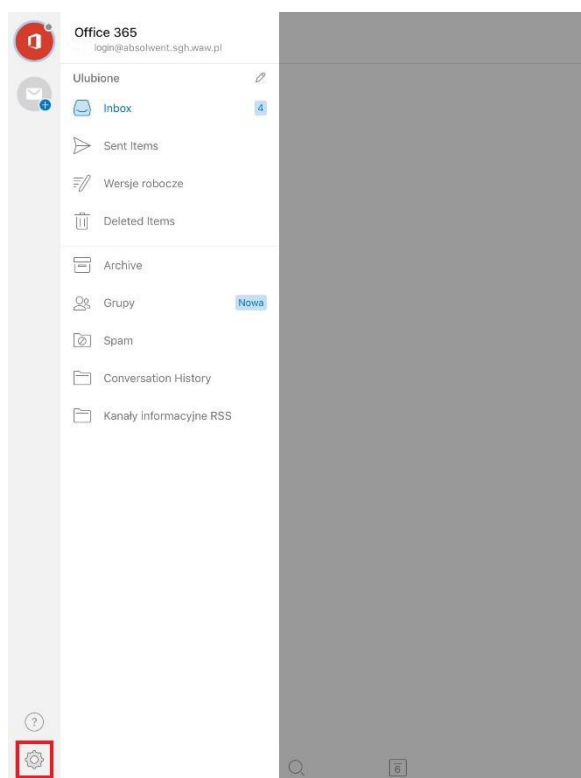 Office 365
login@absolwent.sgh.waw.pl
Ulubione
Inbox 4
Sent Items
Wersje robocze
Deleted Items
Archive
Grupy Nowa
Spam
Conversation History
Kanały informacyjne RSS
?
6